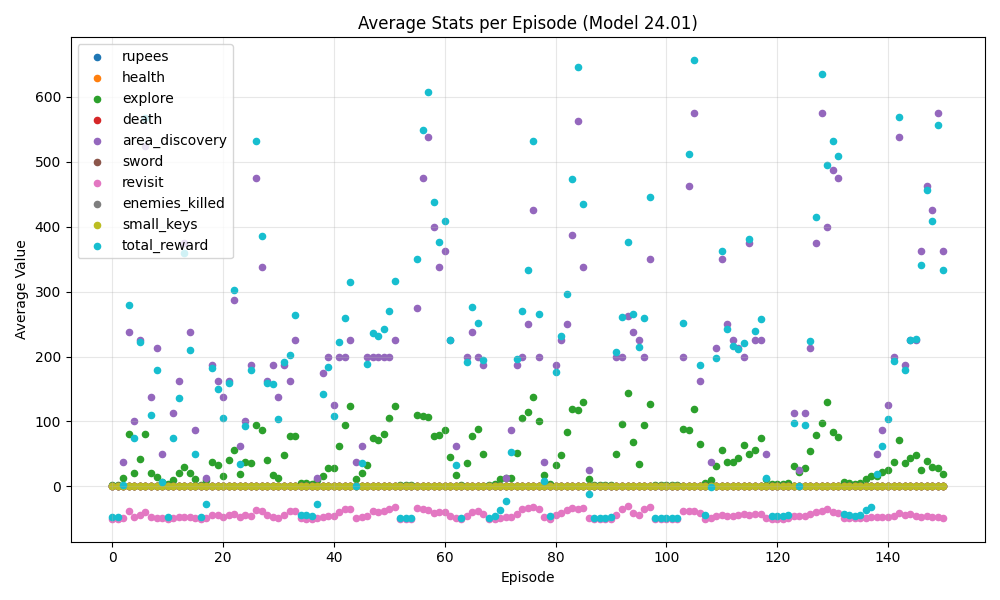 Average Stats per Episode (Model 24.01)
rupees
health
explore
death
area_discovery
sword
revisit
enemies_killed
small_keys
total_reward
Average Value
600
500
400
300
200
100
0
0 20 40 60 80 100 120 140
Episode